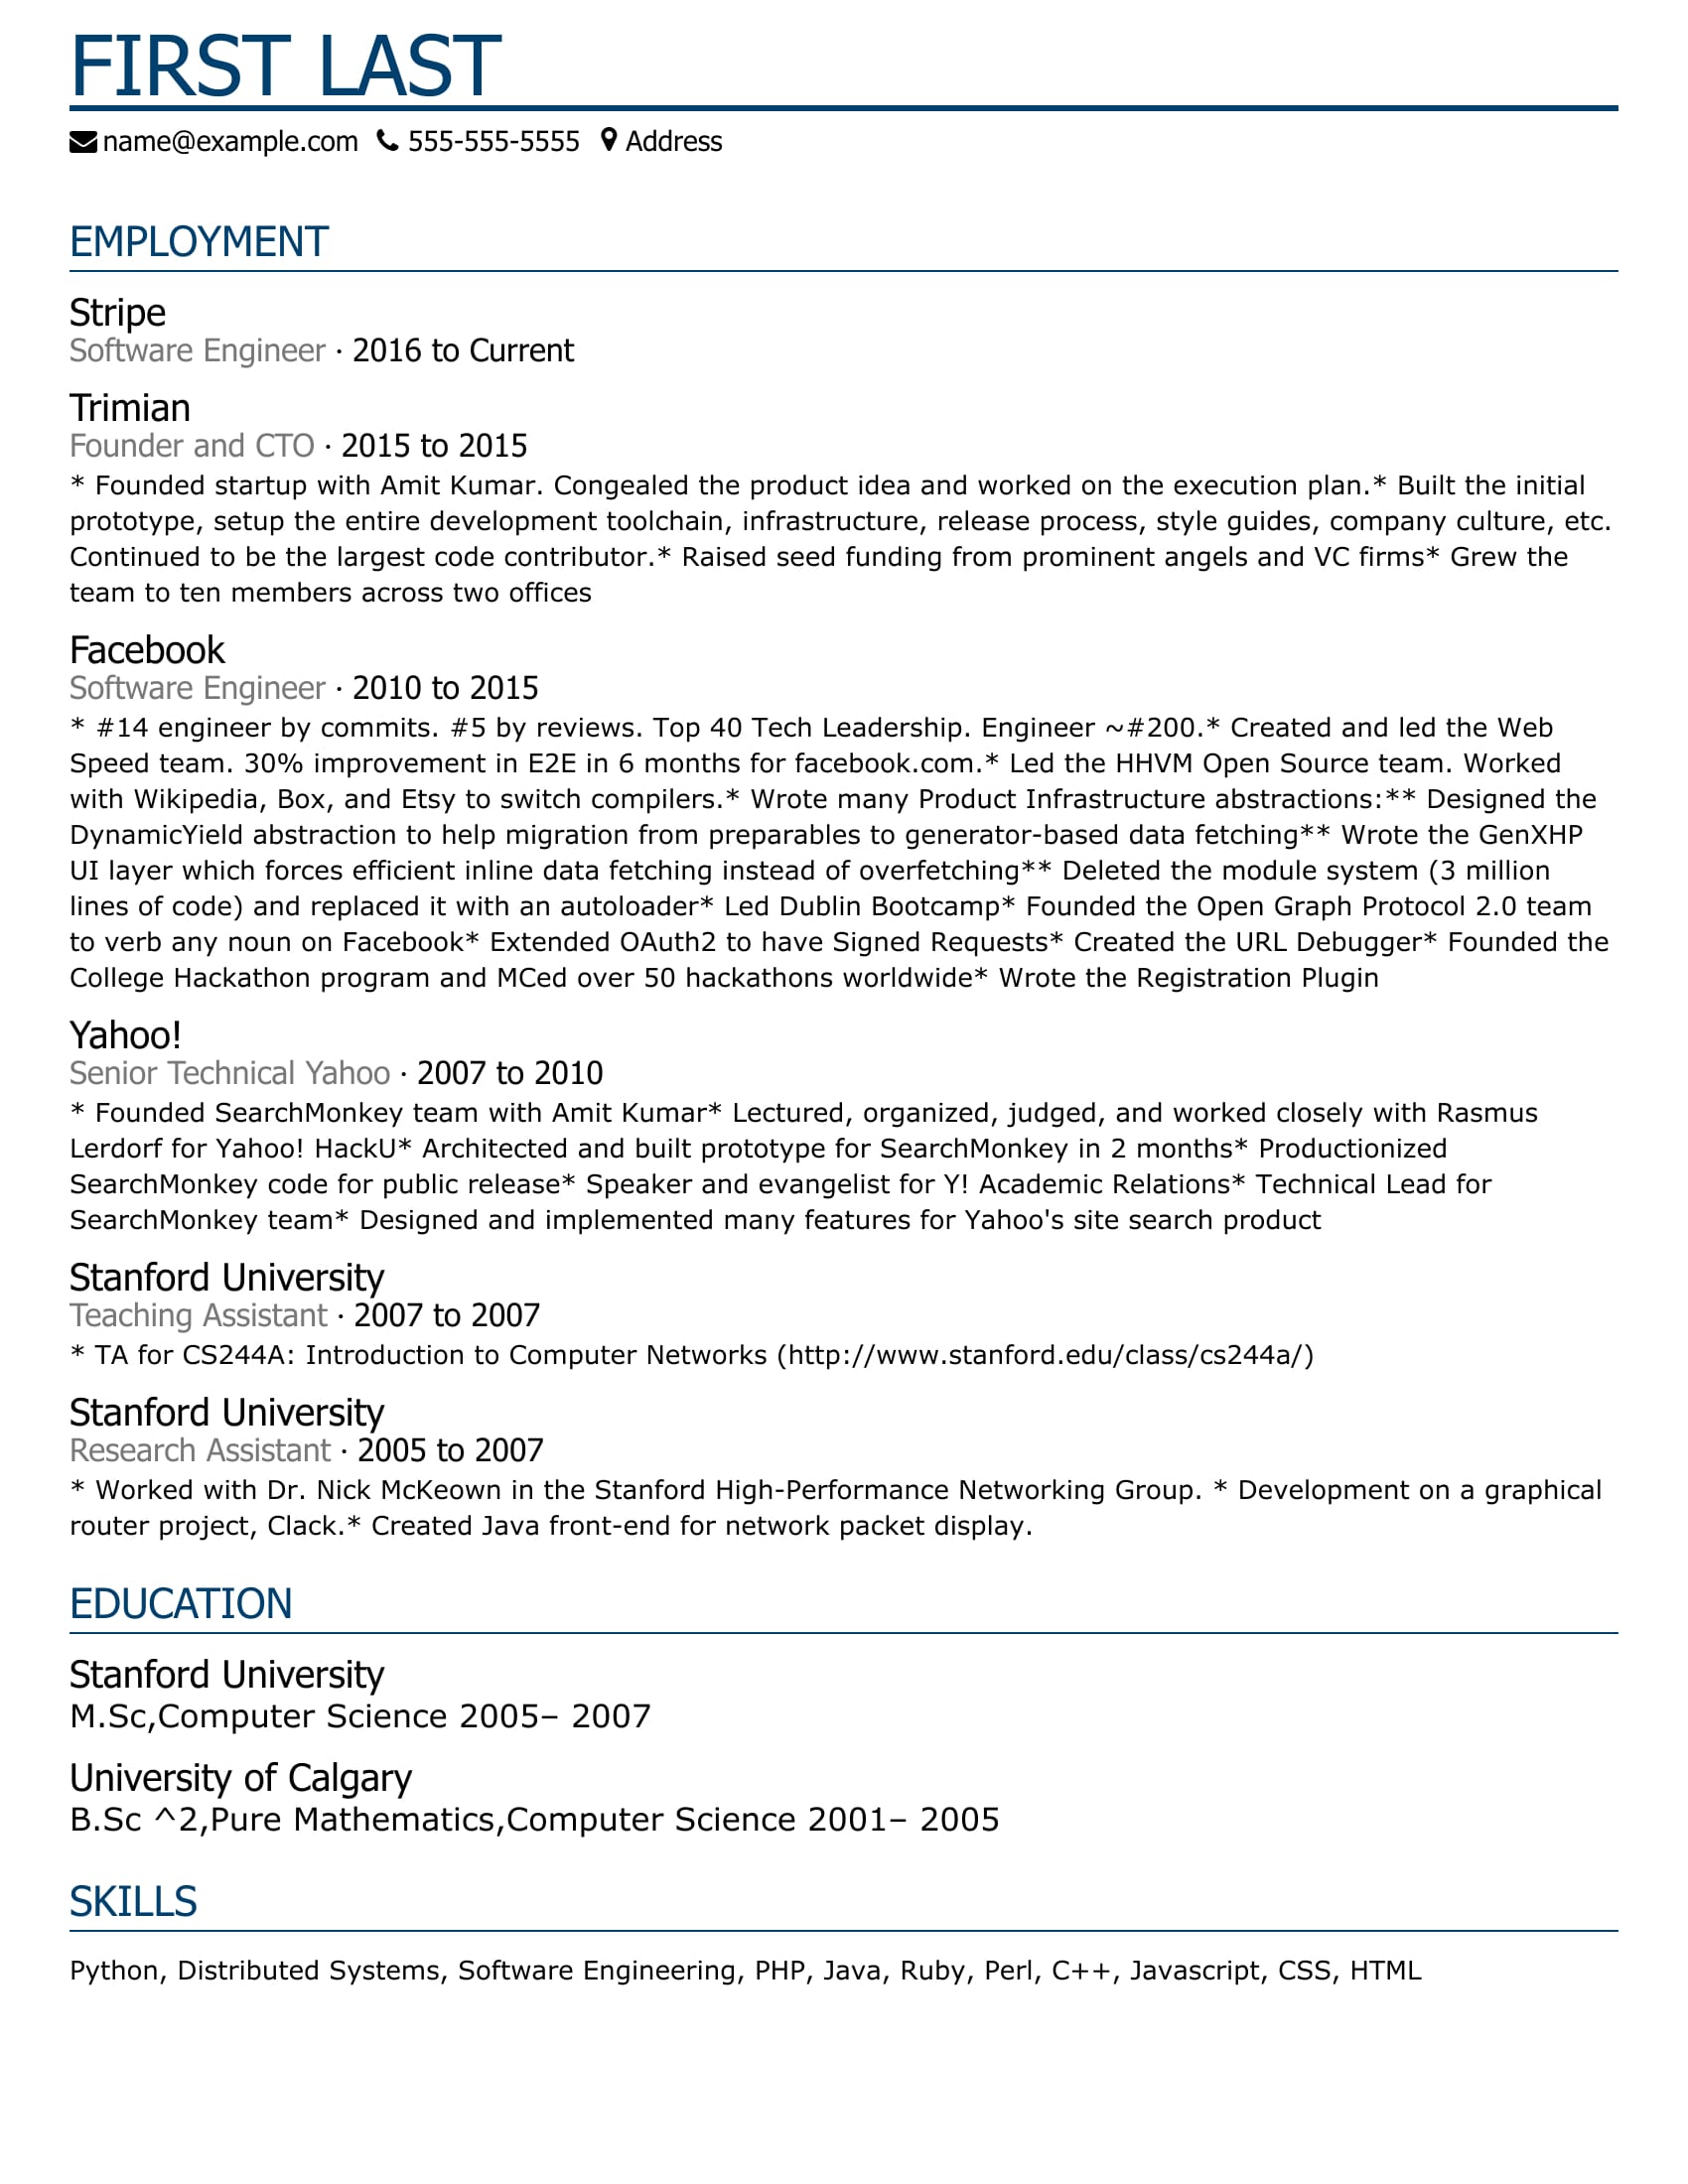 FIRST LAST
name@example.com 555-555-5555 Address
EMPLOYMENT
Stripe
Software Engineer · 2016 to Current
Trimian
Founder and CTO · 2015 to 2015
* Founded startup with Amit Kumar. Congealed the product idea and worked on the execution plan.* Built the initial
prototype, setup the entire development toolchain, infrastructure, release process, style guides, company culture, etc.
Continued to be the largest code contributor.* Raised seed funding from prominent angels and VC firms* Grew the
team to ten members across two offices
Facebook
Software Engineer · 2010 to 2015
* #14 engineer by commits. #5 by reviews. Top 40 Tech Leadership. Engineer ~#200.* Created and led the Web
Speed team. 30% improvement in E2E in 6 months for facebook.com.* Led the HHVM Open Source team. Worked
with Wikipedia, Box, and Etsy to switch compilers.* Wrote many Product Infrastructure abstractions:** Designed the
DynamicYield abstraction to help migration from preparables to generator-based data fetching** Wrote the GenXHP
UI layer which forces efficient inline data fetching instead of overfetching** Deleted the module system (3 million
lines of code) and replaced it with an autoloader* Led Dublin Bootcamp* Founded the Open Graph Protocol 2.0 team
to verb any noun on Facebook* Extended OAuth2 to have Signed Requests* Created the URL Debugger* Founded the
College Hackathon program and MCed over 50 hackathons worldwide* Wrote the Registration Plugin
Yahoo!
Senior Technical Yahoo · 2007 to 2010
* Founded SearchMonkey team with Amit Kumar* Lectured, organized, judged, and worked closely with Rasmus
Lerdorf for Yahoo! HackU* Architected and built prototype for SearchMonkey in 2 months* Productionized
SearchMonkey code for public release* Speaker and evangelist for Y! Academic Relations* Technical Lead for
SearchMonkey team* Designed and implemented many features for Yahoo's site search product
Stanford University
Teaching Assistant · 2007 to 2007
* TA for CS244A: Introduction to Computer Networks (http://www.stanford.edu/class/cs244a/)
Stanford University
Research Assistant · 2005 to 2007
* Worked with Dr. Nick McKeown in the Stanford High-Performance Networking Group. * Development on a graphical
router project, Clack.* Created Java front-end for network packet display.
EDUCATION
Stanford University
M.Sc,Computer Science 2005– 2007
University of Calgary
B.Sc ^2,Pure Mathematics,Computer Science 2001– 2005
SKILLS
Python, Distributed Systems, Software Engineering, PHP, Java, Ruby, Perl, C++, Javascript, CSS, HTML